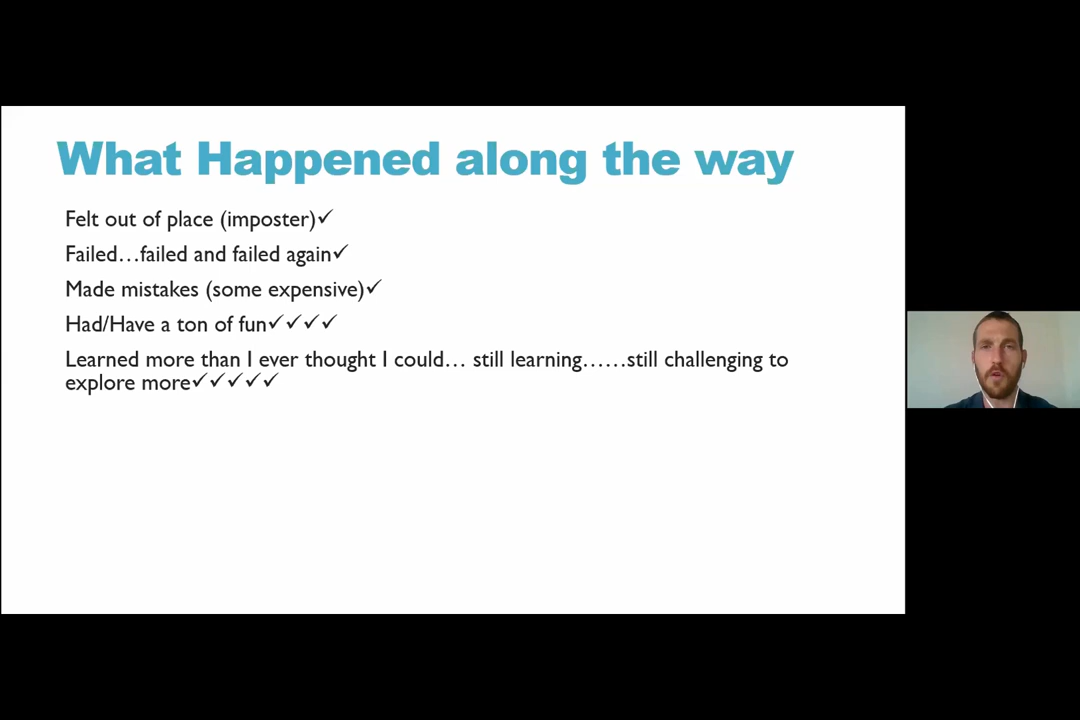 What Happened along the way
Felt out of place (imposter)✓
Failed…failed and failed again✓
Made mistakes (some expensive)✓
Had/Have a ton of fun✓✓✓✓
Learned more than I ever thought I could… still learning……still challenging to
explore more✓✓✓✓✓